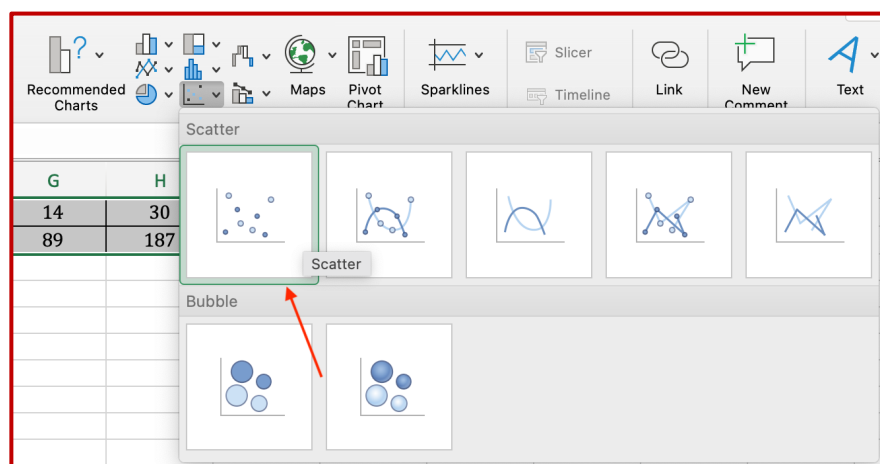 Recommended
Charts
Maps
Pivot
Chart
Sparklines
Slicer
Timeline
Link
New
Comment
Text
Scatter
G H
14 30
89 187
Scatter
Bubble